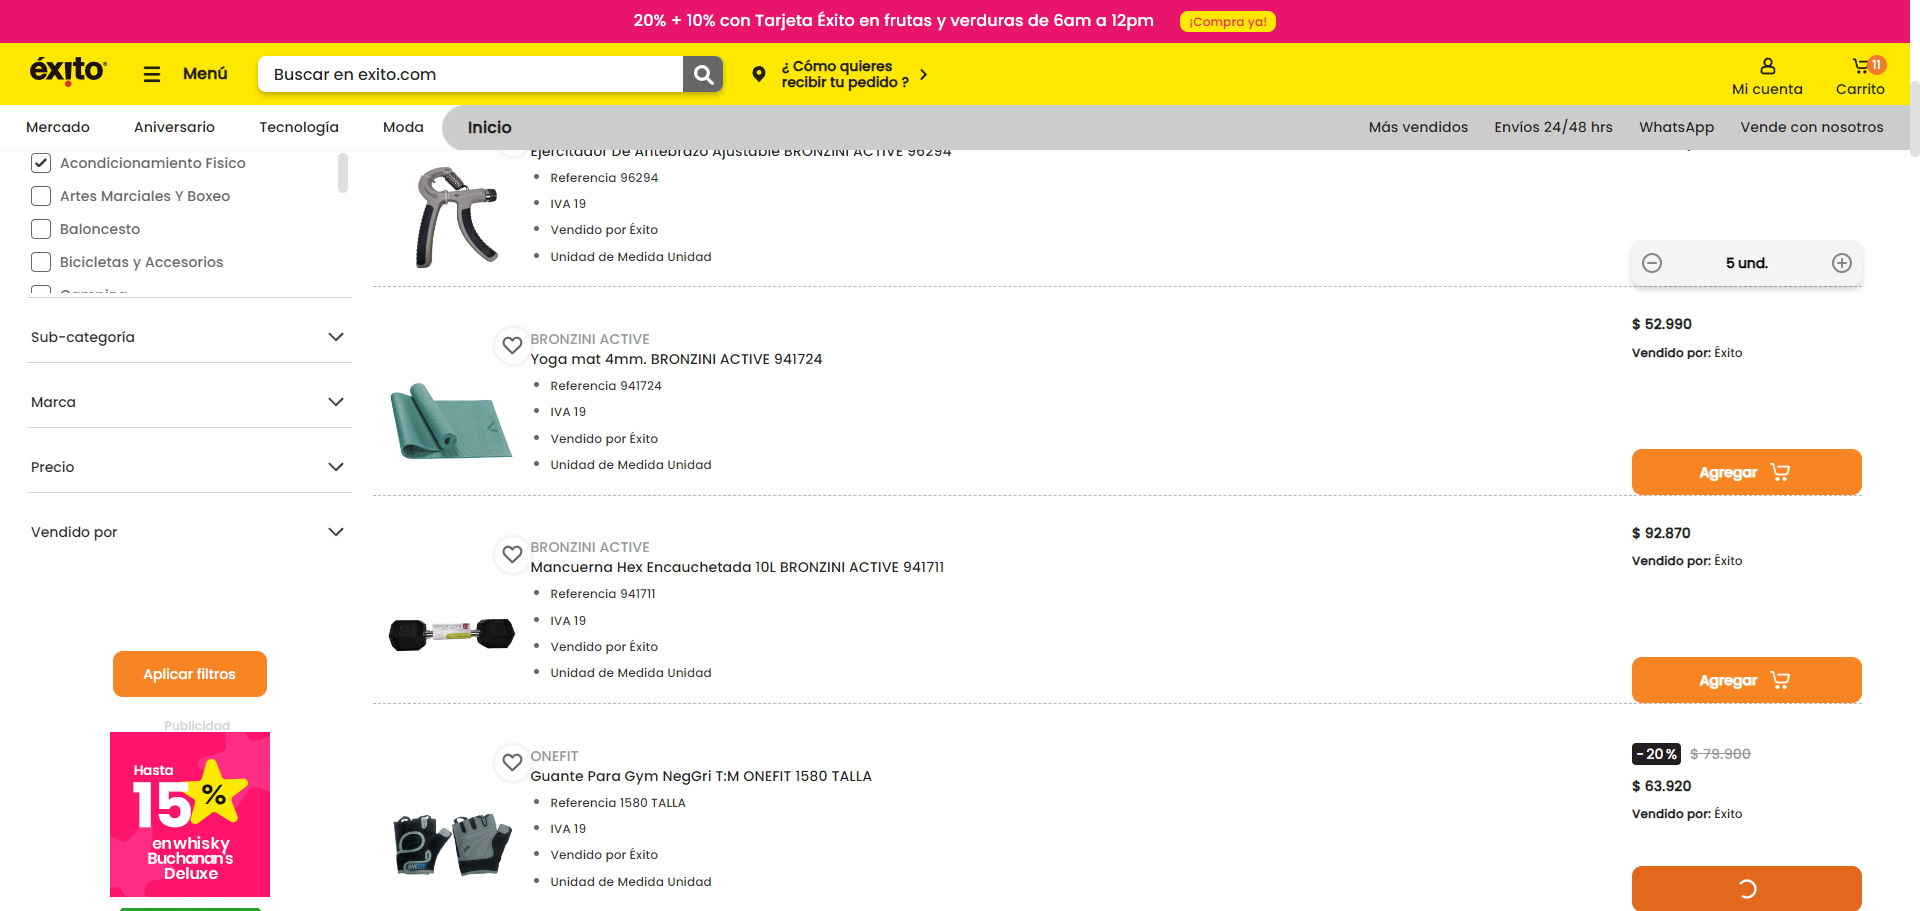 20% + 10% con Tarjeta Éxito en frutas y verduras de 6am a 12pm
¡Compra ya!
éxito
Menú
Buscar en exito.com
¿ Cómo quieres
recibir tu pedido ?
Mi cuenta
11
Carrito
Mercado
Aniversario
Tecnología
Moda
Inicio
Más vendidos
Envíos 24/48 hrs
WhatsApp
Vende con nosotros
Acondicionamiento Fisico
Artes Marciales Y Boxeo
Baloncesto
Bicicletas y Accesorios
Sub-categoría
Marca
Precio
Vendido por
Aplicar filtros
Publicidad
Hasta
15%
en whisky
Buchanan's
Deluxe
Ejercitador De Antebrazo Ajustable BRONZINI ACTIVE 96294
Referencia 96294
IVA 19
Vendido por Éxito
Unidad de Medida Unidad
5 und.
BRONZINI ACTIVE
Yoga mat 4mm. BRONZINI ACTIVE 941724
Referencia 941724
IVA 19
Vendido por Éxito
Unidad de Medida Unidad
$ 52.990
Vendido por: Éxito
Agregar
BRONZINI ACTIVE
Mancuerna Hex Encauchetada 10L BRONZINI ACTIVE 941711
Referencia 941711
IVA 19
Vendido por Éxito
Unidad de Medida Unidad
$ 92.870
Vendido por: Éxito
Agregar
ONEFIT
Guante Para Gym NegGri T:M ONEFIT 1580 TALLA
Referencia 1580 TALLA
IVA 19
Vendido por Éxito
Unidad de Medida Unidad
-20% $ 79.900
$ 63.920
Vendido por: Éxito